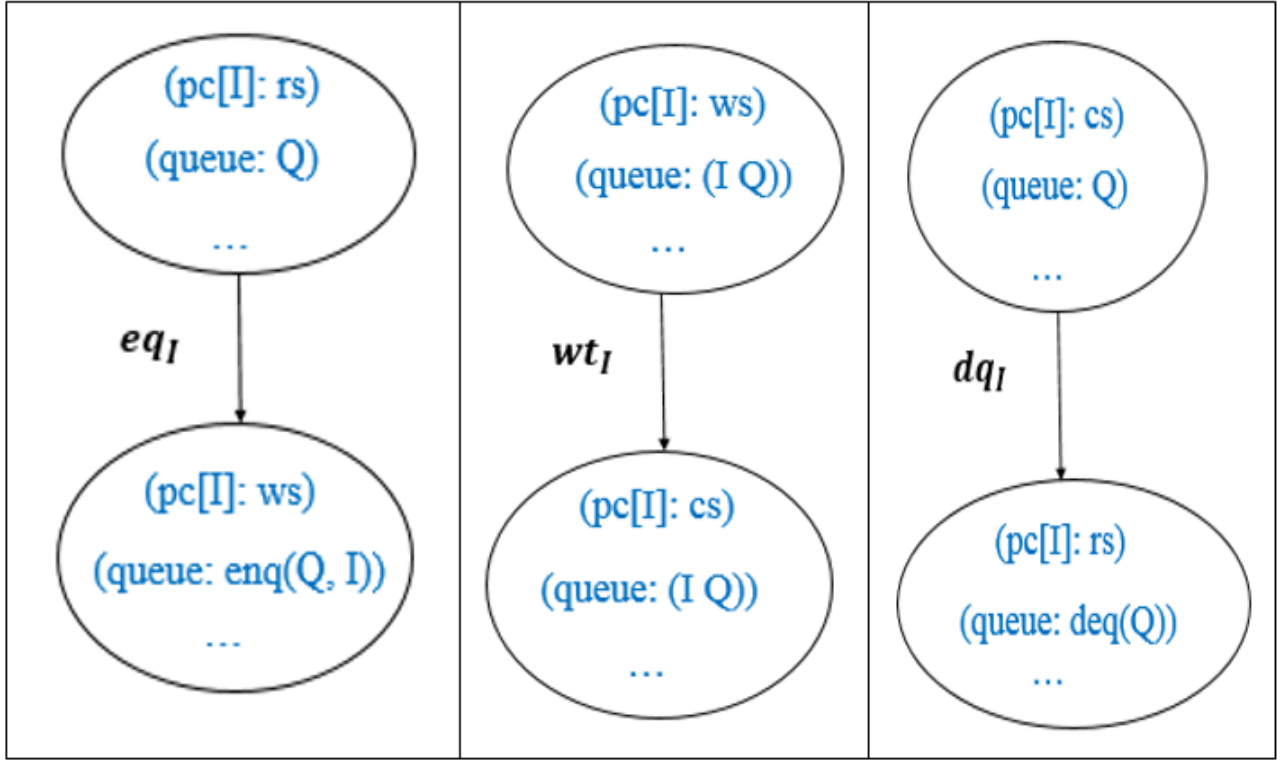 (pc[I]: rs)
(queue: Q)
...
eq_I
(pc[I]: ws)
(queue: enq(Q, I))
...
(pc[I]: ws)
(queue: (I Q))
...
wt_I
(pc[I]: cs)
(queue: (I Q))
...
(pc[I]: cs)
(queue: Q)
...
dq_I
(pc[I]: rs)
(queue: deq(Q))
...